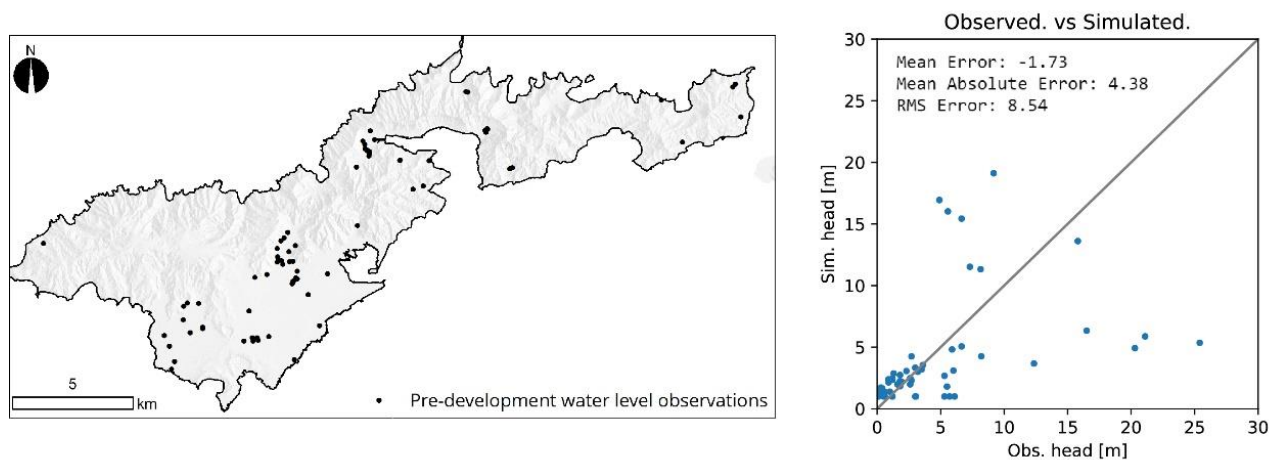 N
5
km
Pre-development water level observations
Observed. vs Simulated.
Mean Error: -1.73
Mean Absolute Error: 4.38
RMS Error: 8.54
30
25
20
15
10
5
0
Sim. head [m]
0 5 10 15 20 25 30
Obs. head [m]